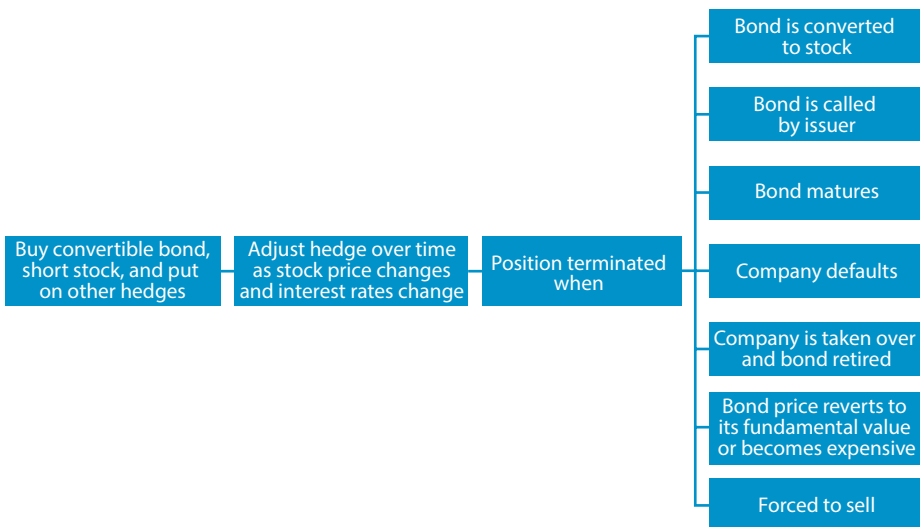 Buy convertible bond,
short stock, and put
on other hedges
Adjust hedge over time
as stock price changes
and interest rates change
Position terminated
when
Bond is converted
to stock
Bond is called
by issuer
Bond matures
Company defaults
Company is taken over
and bond retired
Bond price reverts to
its fundamental value
or becomes expensive
Forced to sell